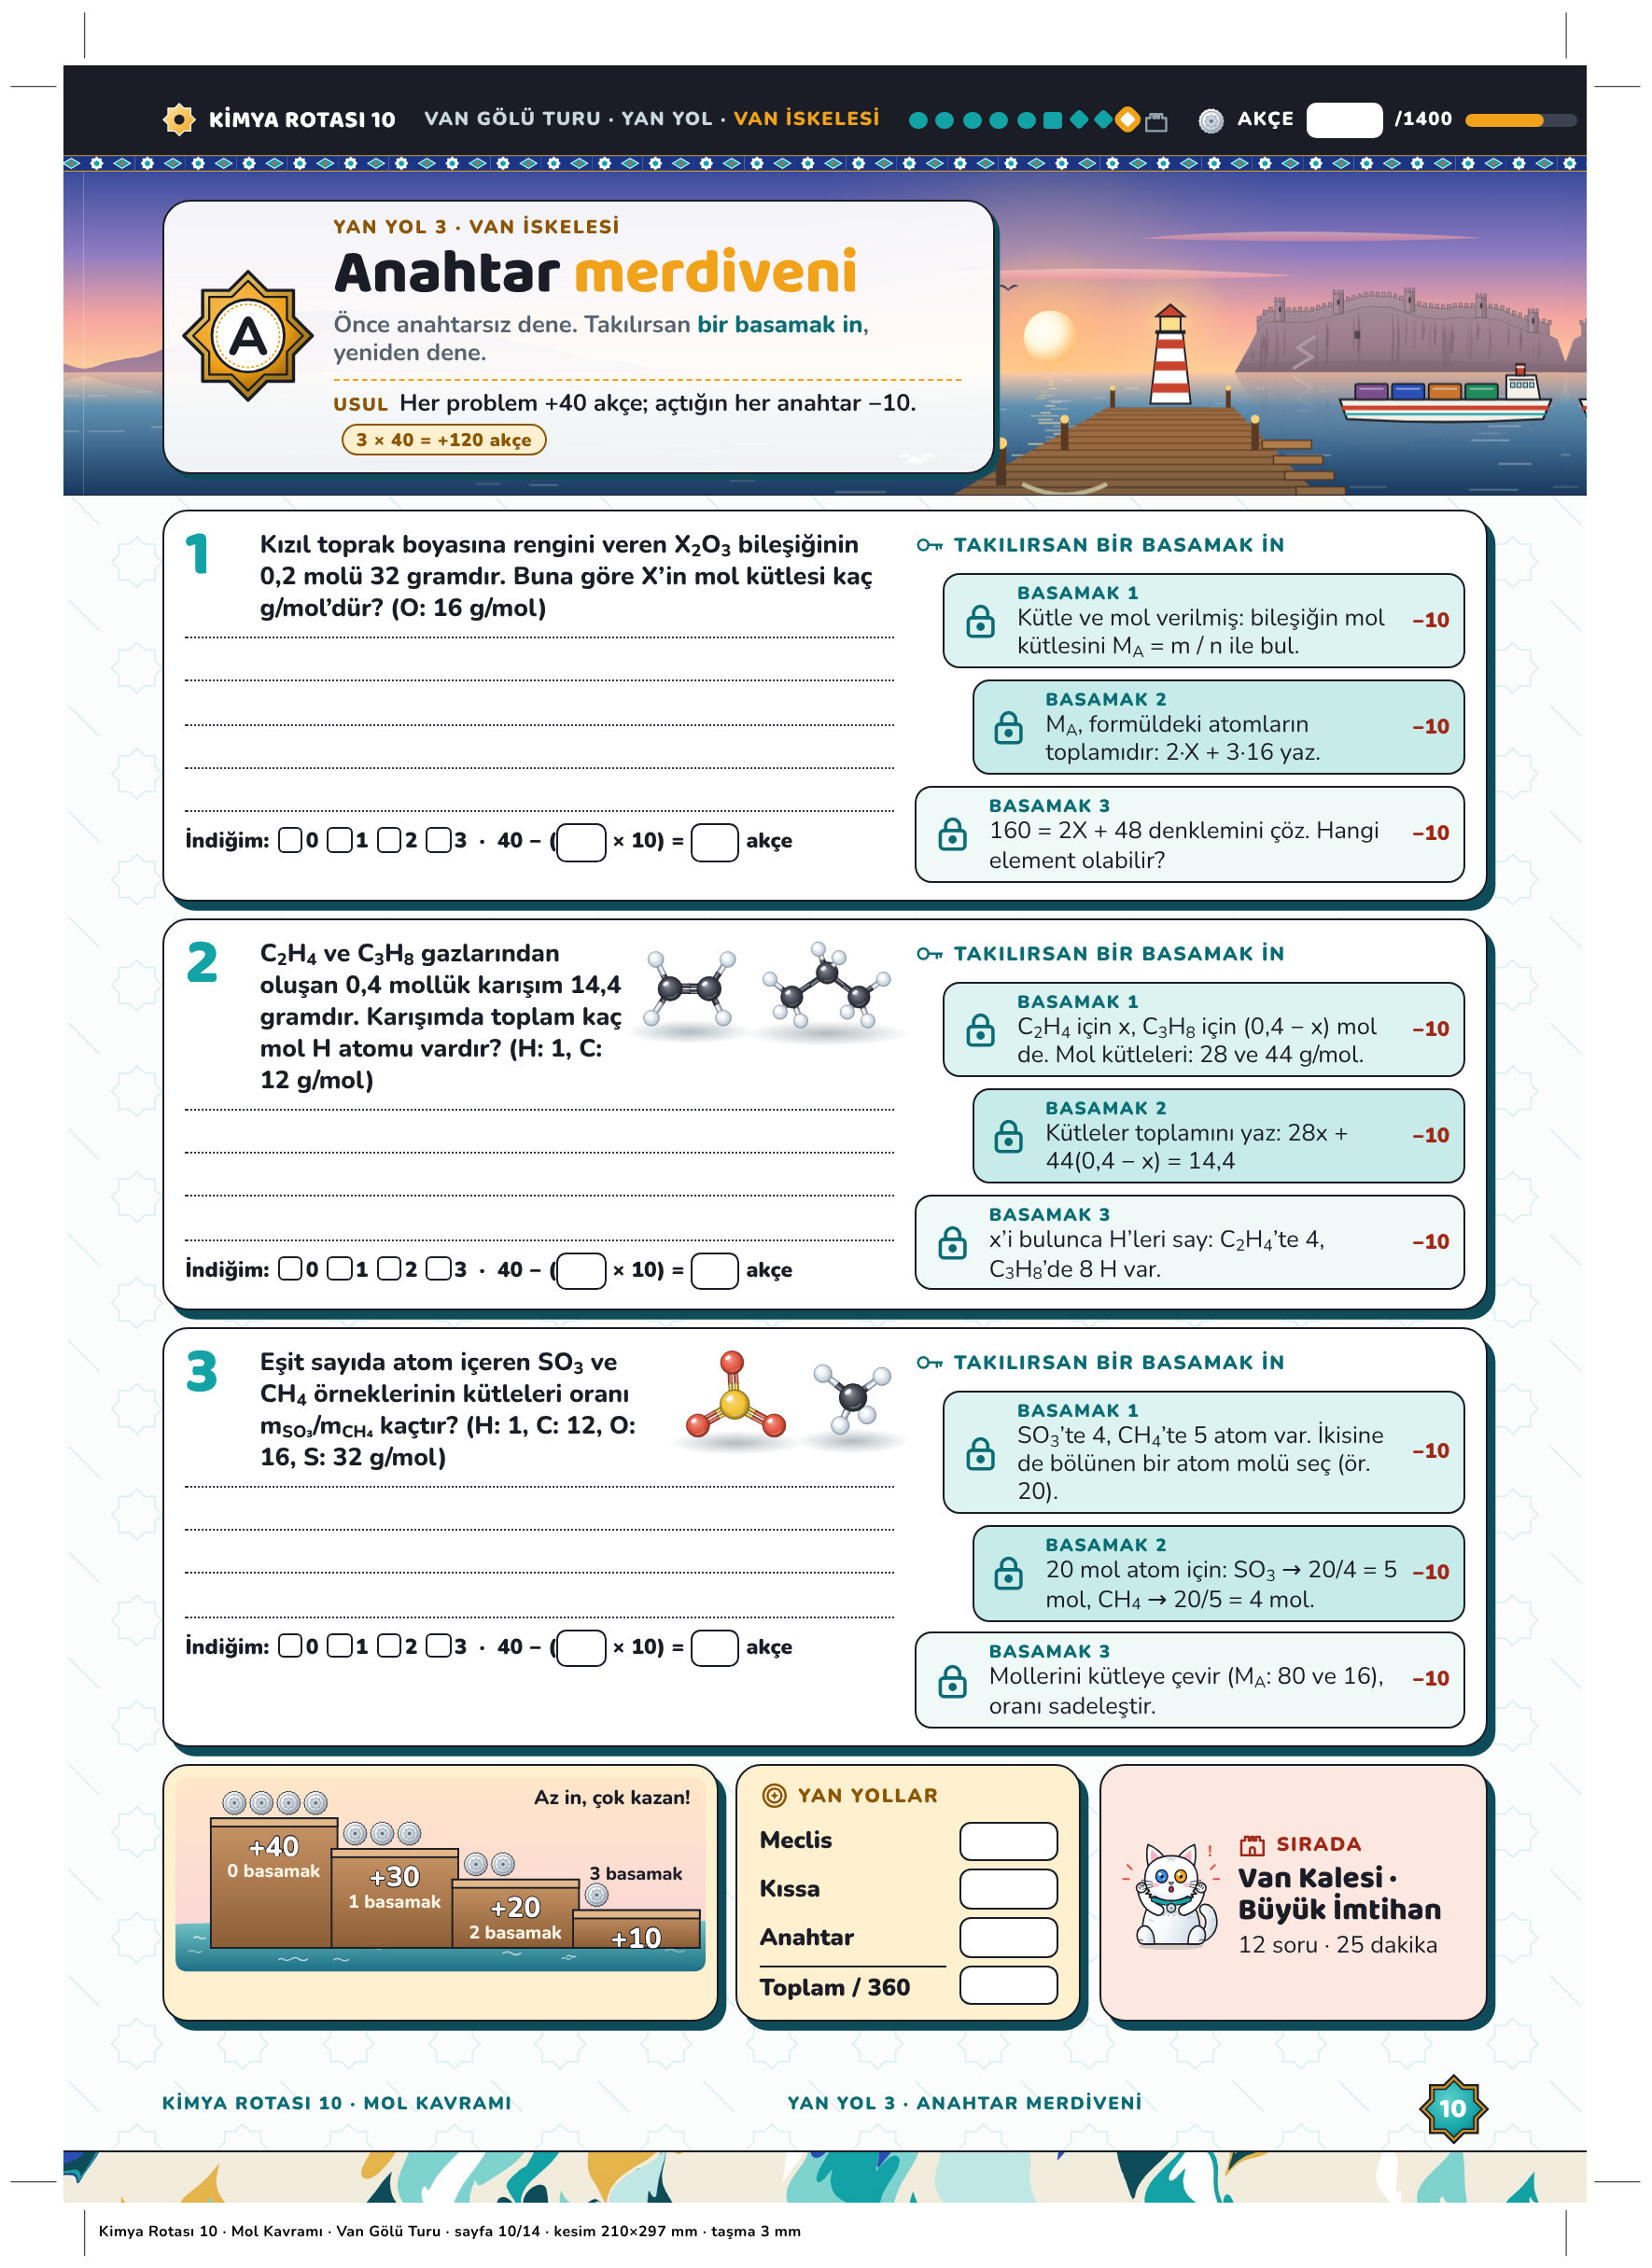 KİMYA ROTASI 10 VAN GÖLÜ TURU · YAN YOL · VAN İSKELESİ AKÇE /1400
YAN YOL 3 · VAN İSKELESİ
Anahtar merdiveni
A
Önce anahtarsız dene. Takılırsan bir basamak in,
yeniden dene.
USUL Her problem +40 akçe; açtığın her anahtar −10.
3 × 40 = +120 akçe
1
Kızıl toprak boyasına rengini veren X₂O₃ bileşiğinin
0,2 molü 32 gramdır. Buna göre X’in mol kütlesi kaç
g/mol’dür? (O: 16 g/mol)
İndiğim: 0 1 2 3 · 40 − ( × 10) = akçe
TAKILIRSAN BİR BASAMAK İN
BASAMAK 1
Kütle ve mol verilmiş: bileşiğin mol
kütlesini M_A = m / n ile bul.
−10
BASAMAK 2
M_A, formüldeki atomların
toplamıdır: 2·X + 3·16 yaz.
−10
BASAMAK 3
160 = 2X + 48 denklemini çöz. Hangi
element olabilir?
−10
2
C₂H₄ ve C₃H₈ gazlarından
oluşan 0,4 mollük karışım 14,4
gramdır. Karışımda toplam kaç
mol H atomu vardır? (H: 1, C:
12 g/mol)
İndiğim: 0 1 2 3 · 40 − ( × 10) = akçe
TAKILIRSAN BİR BASAMAK İN
BASAMAK 1
C₂H₄ için x, C₃H₈ için (0,4 − x) mol
de. Mol kütleleri: 28 ve 44 g/mol.
−10
BASAMAK 2
Kütleler toplamını yaz: 28x +
44(0,4 − x) = 14,4
−10
BASAMAK 3
x’i bulunca H’leri say: C₂H₄’te 4,
C₃H₈’de 8 H var.
−10
3
Eşit sayıda atom içeren SO₃ ve
CH₄ örneklerinin kütleleri oranı
m_SO₃/m_CH₄ kaçtır? (H: 1, C: 12, O:
16, S: 32 g/mol)
İndiğim: 0 1 2 3 · 40 − ( × 10) = akçe
TAKILIRSAN BİR BASAMAK İN
BASAMAK 1
SO₃’te 4, CH₄’te 5 atom var. İkisine
de bölünen bir atom molü seç (ör.
20).
−10
BASAMAK 2
20 mol atom için: SO₃ → 20/4 = 5
mol, CH₄ → 20/5 = 4 mol.
−10
BASAMAK 3
Mollerini kütleye çevir (M_A: 80 ve 16),
oranı sadeleştir.
−10
Az in, çok kazan!
+40
0 basamak
+30
1 basamak
+20
2 basamak
3 basamak
+10
YAN YOLLAR
Meclis
Kıssa
Anahtar
Toplam / 360
!
SIRADA
Van Kalesi ·
Büyük İmtihan
12 soru · 25 dakika
KİMYA ROTASI 10 · MOL KAVRAMI YAN YOL 3 · ANAHTAR MERDİVENİ 10
Kimya Rotası 10 · Mol Kavramı · Van Gölü Turu · sayfa 10/14 · kesim 210×297 mm · taşma 3 mm